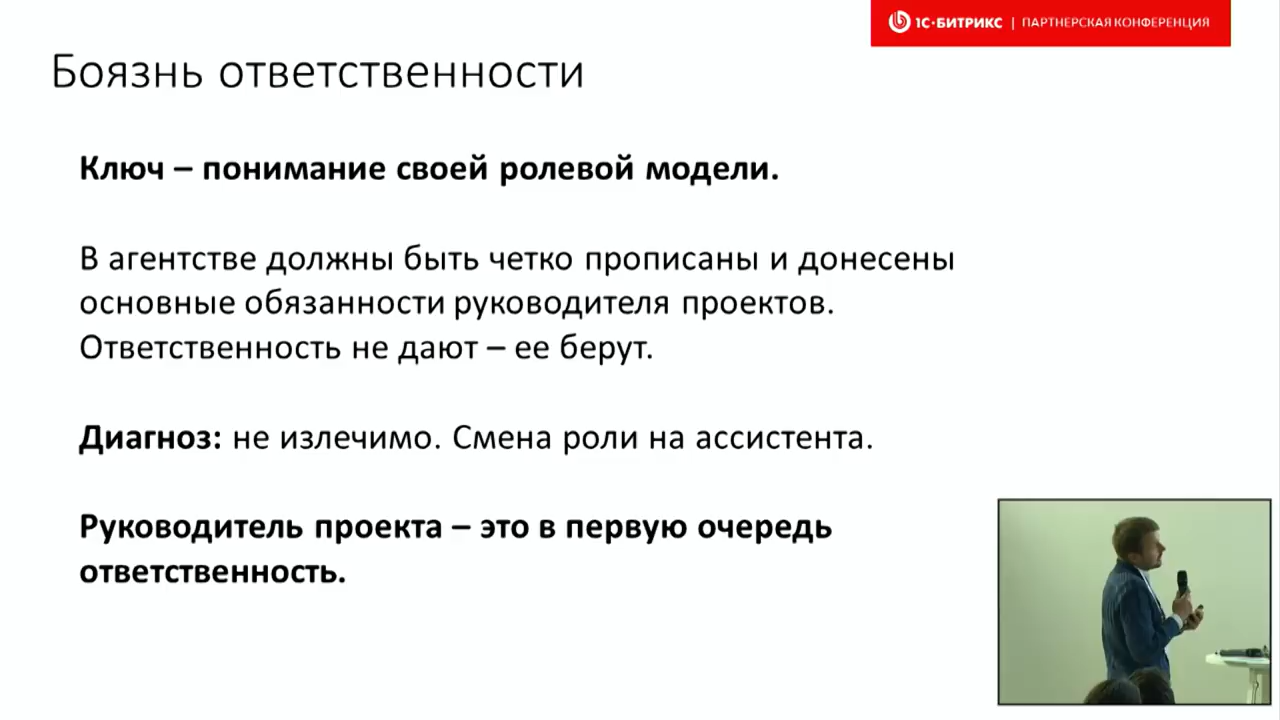 1С-БИТРИКС | ПАРТНЕРСКАЯ КОНФЕРЕНЦИЯ
Боязнь ответственности
Ключ – понимание своей ролевой модели.
В агентстве должны быть четко прописаны и донесены
основные обязанности руководителя проектов.
Ответственность не дают – ее берут.
Диагноз: не излечимо. Смена роли на ассистента.
Руководитель проекта – это в первую очередь
ответственность.